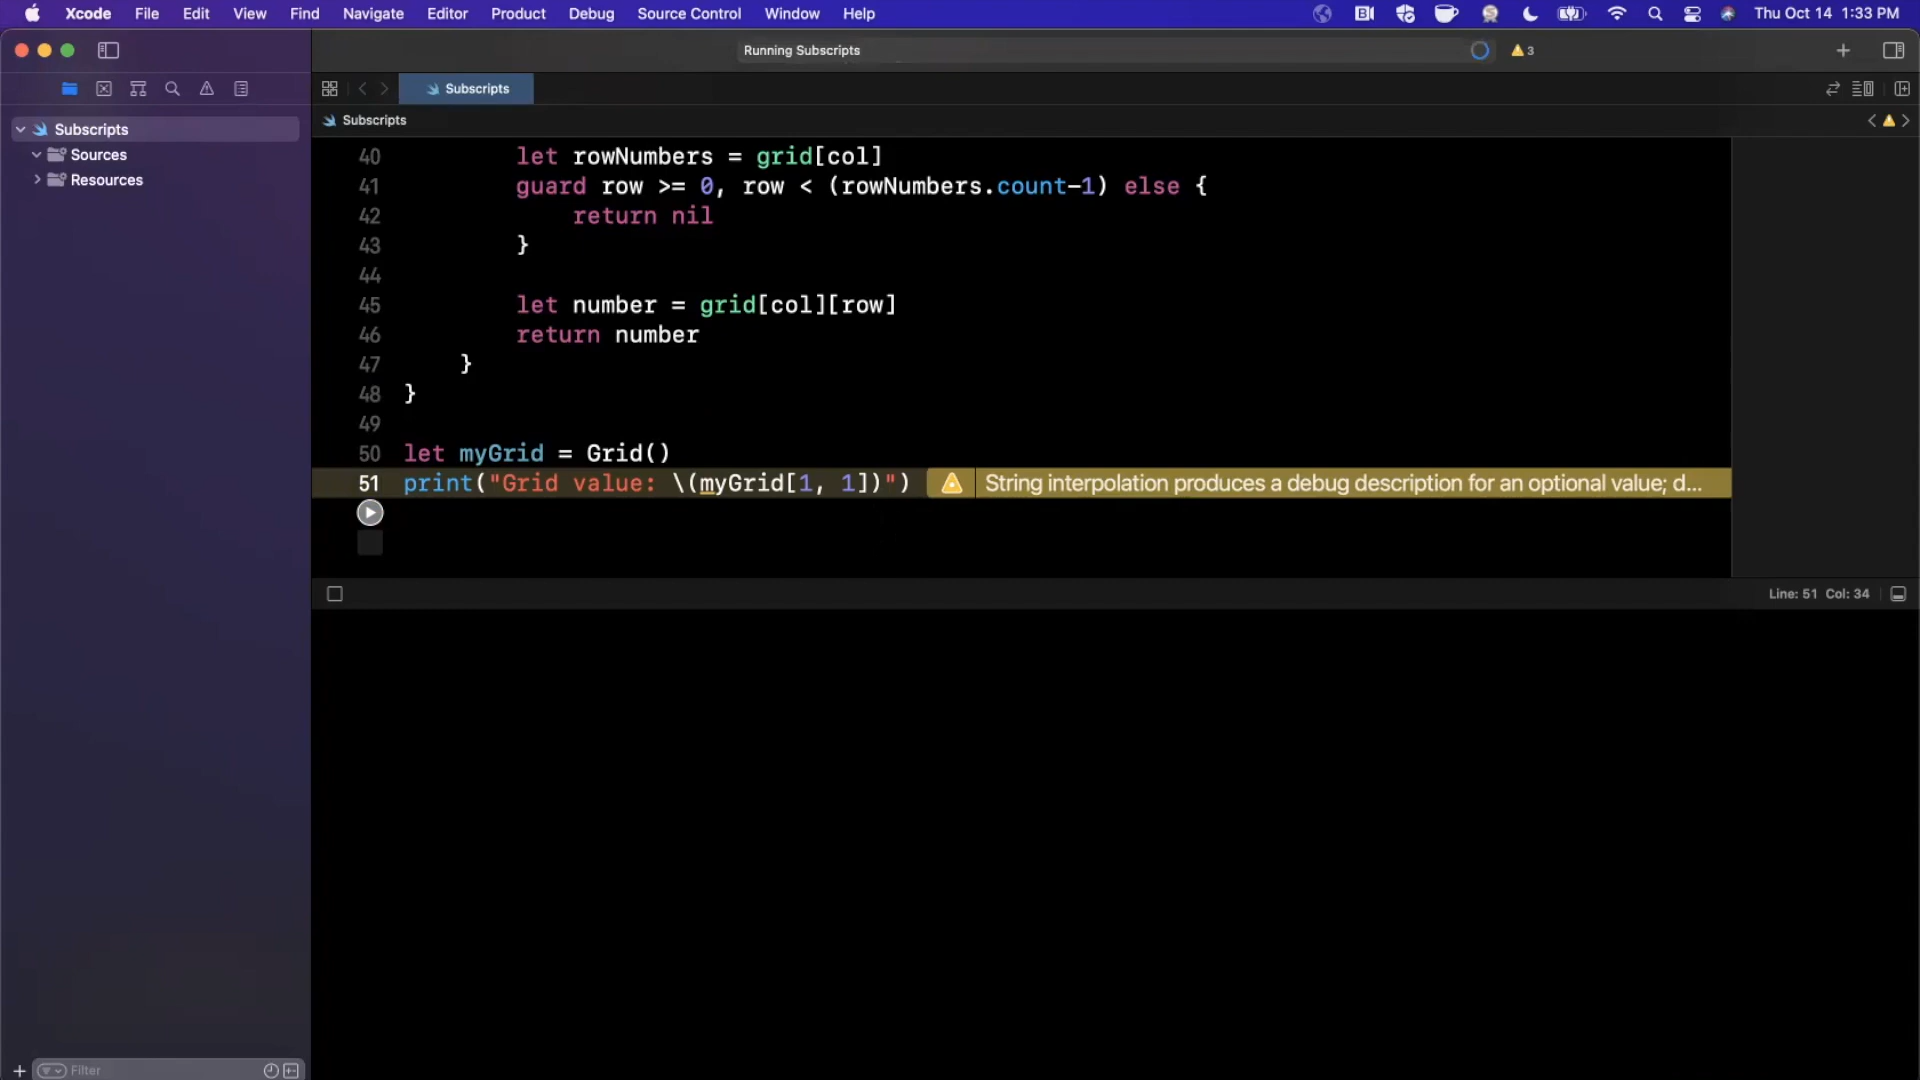 Xcode File Edit View Find Navigate Editor Product Debug Source Control Window Help Thu Oct 14 1:33 PM
Running Subscripts 3
Subscripts
Subscripts
Subscripts
Sources
Resources
40 let rowNumbers = grid[col]
41 guard row >= 0, row < (rowNumbers.count-1) else {
42 return nil
43 }
44
45 let number = grid[col][row]
46 return number
47 }
48 }
49
50 let myGrid = Grid()
51 print("Grid value: \(myGrid[1, 1])") String interpolation produces a debug description for an optional value; d...
Line: 51 Col: 34
Filter